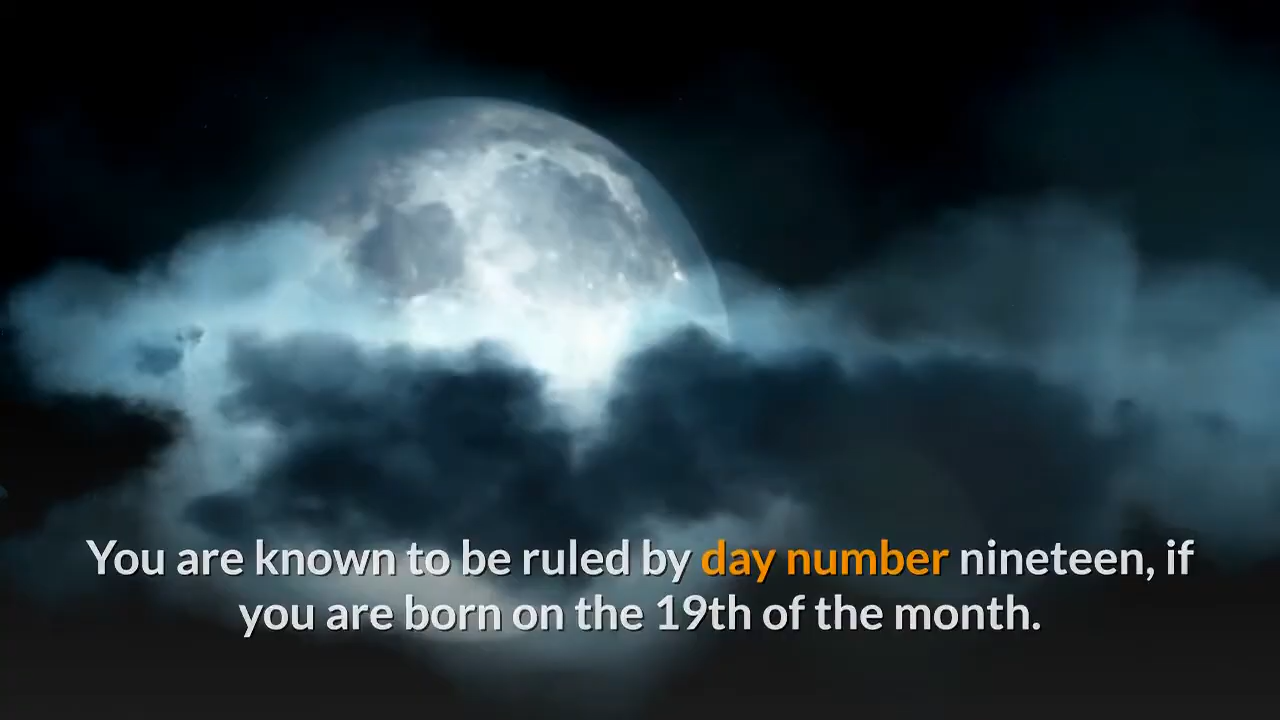 You are known to be ruled by day number nineteen, if
you are born on the 19th of the month.